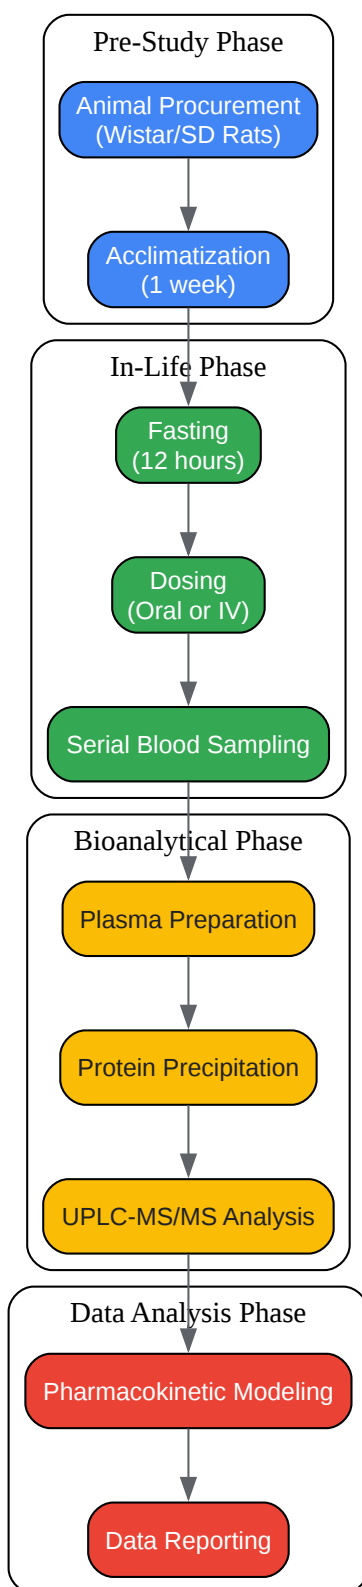 Pre-Study Phase
Animal Procurement
(Wistar/SD Rats)
Acclimatization
(1 week)
In-Life Phase
Fasting
(12 hours)
Dosing
(Oral or IV)
Serial Blood Sampling
Bioanalytical Phase
Plasma Preparation
Protein Precipitation
UPLC-MS/MS Analysis
Data Analysis Phase
Pharmacokinetic Modeling
Data Reporting